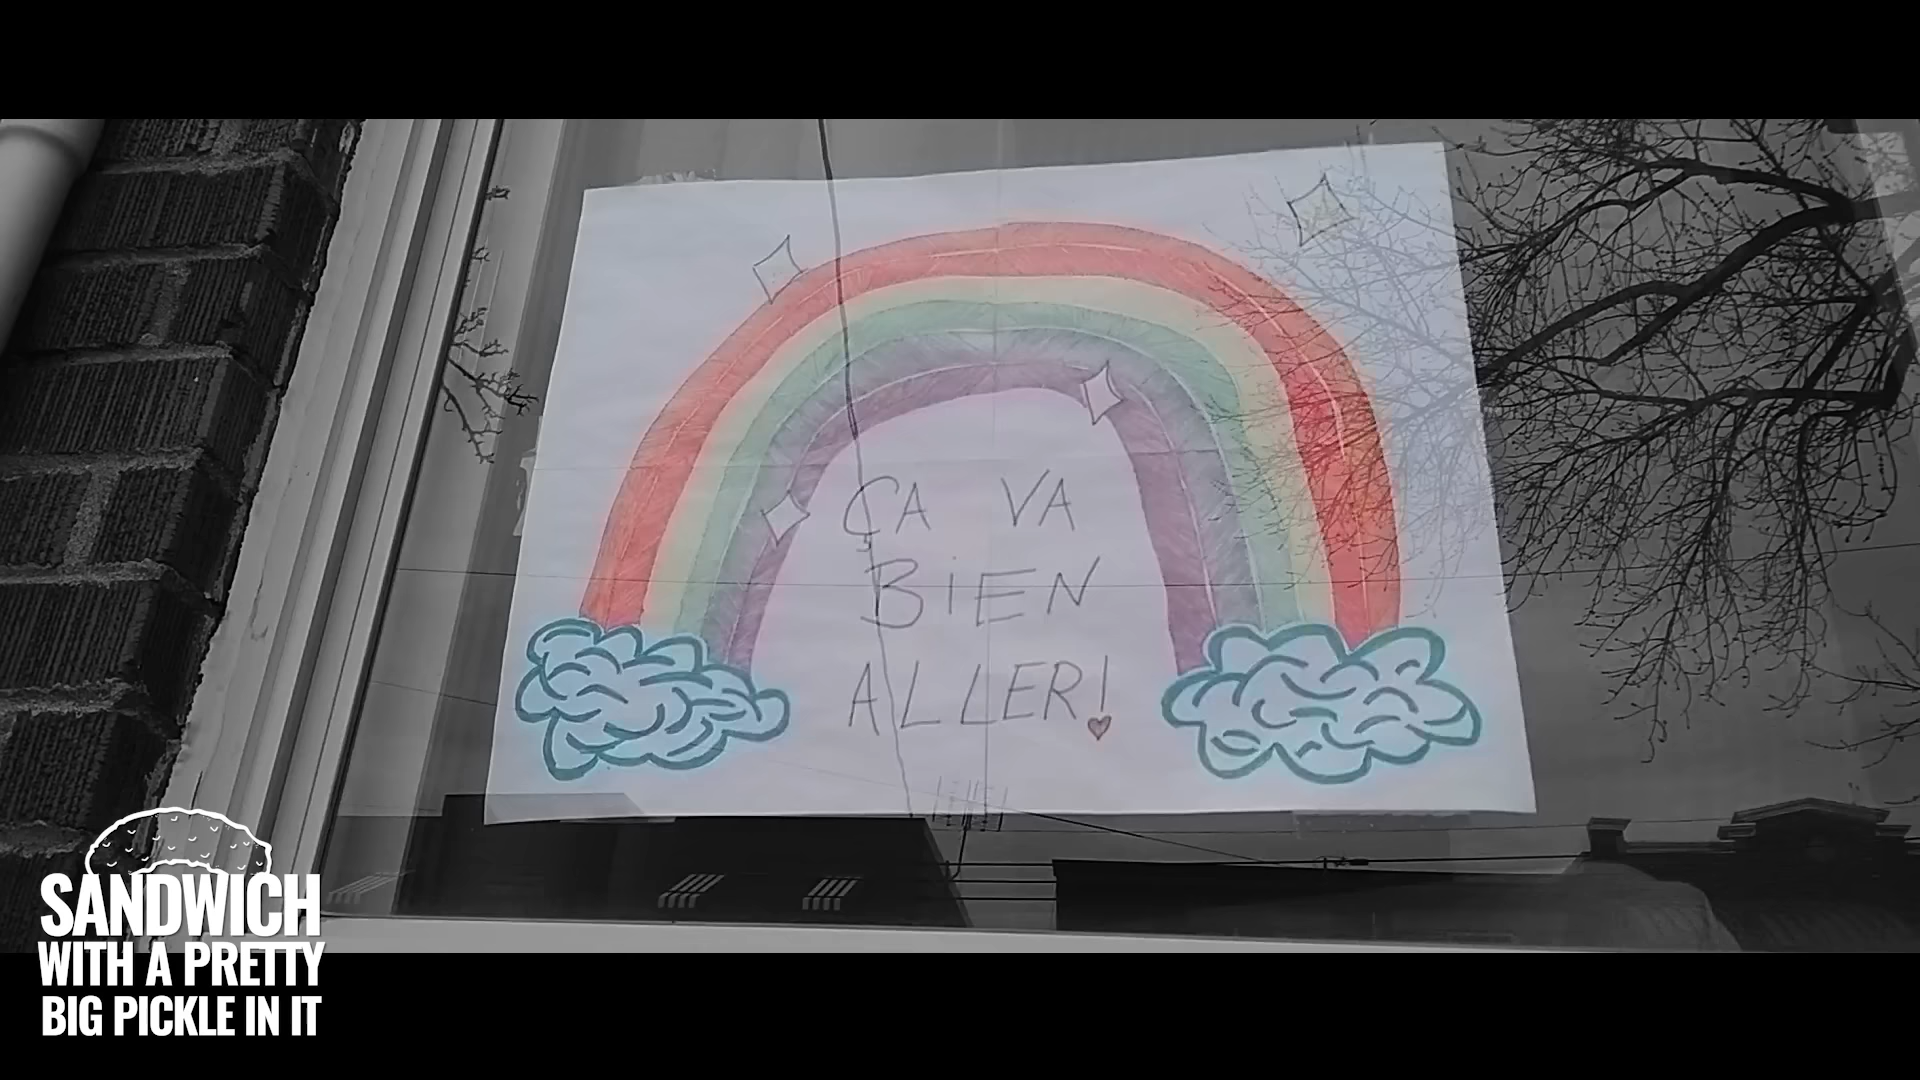 ÇA VA
BiEN
ALLER!
SANDWICH
WITH A PRETTY
BIG PICKLE IN IT